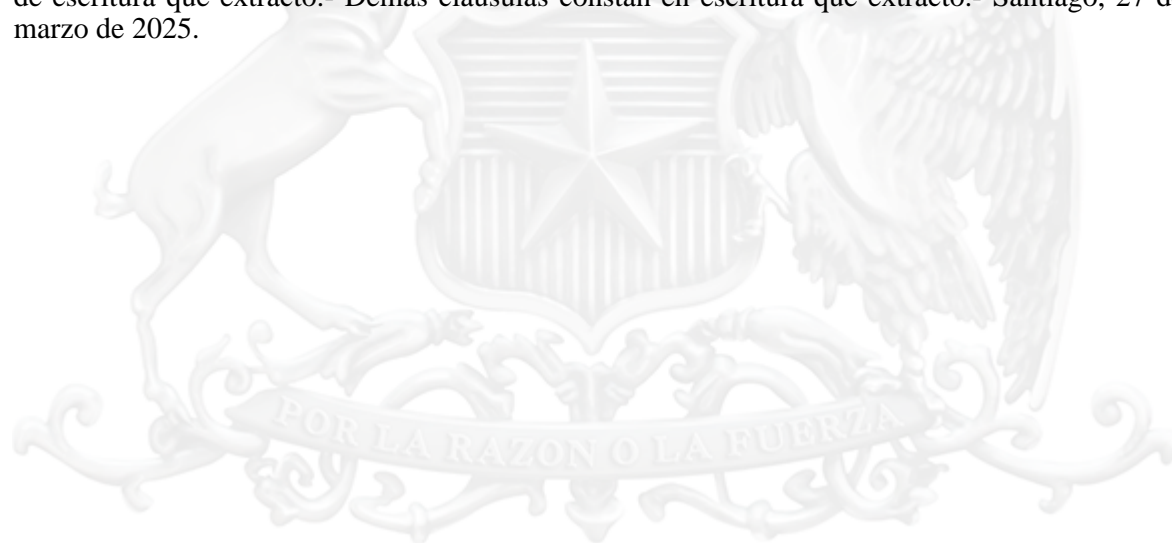 de escritura que extracto.- Demás cláusulas constan en escritura que extracto.- Santiago, 27 d
marzo de 2025.
POR LA RAZON O LA FUERZA